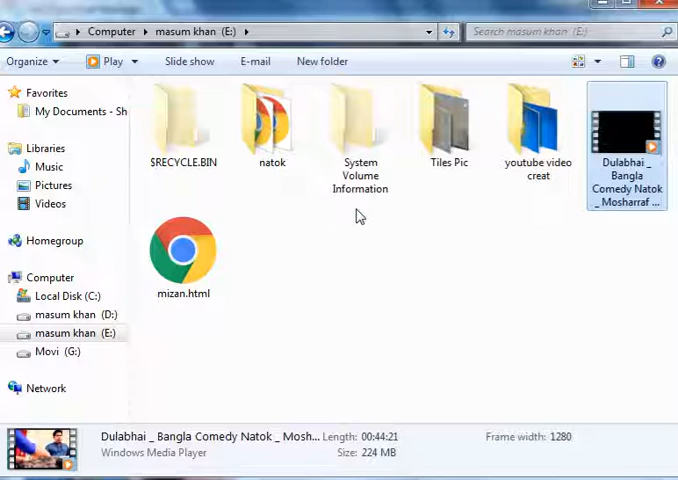 Computer masum khan (E:) Search masum khan (E:)
Organize Play Slide show E-mail New folder
Favorites
My Documents - Sh
Libraries
Music
Pictures
Videos
Homegroup
Computer
Local Disk (C:)
masum khan (D:)
masum khan (E:)
Movi (G:)
Network
$RECYCLE.BIN
natok
System
Volume
Information
Tiles Pic
youtube video
creat
Dulabhai _
Bangla
Comedy Natok
_ Mosharraf ...
mizan.html
Dulabhai _ Bangla Comedy Natok _ Mosh... Length: 00:44:21 Frame width: 1280
Windows Media Player Size: 224 MB